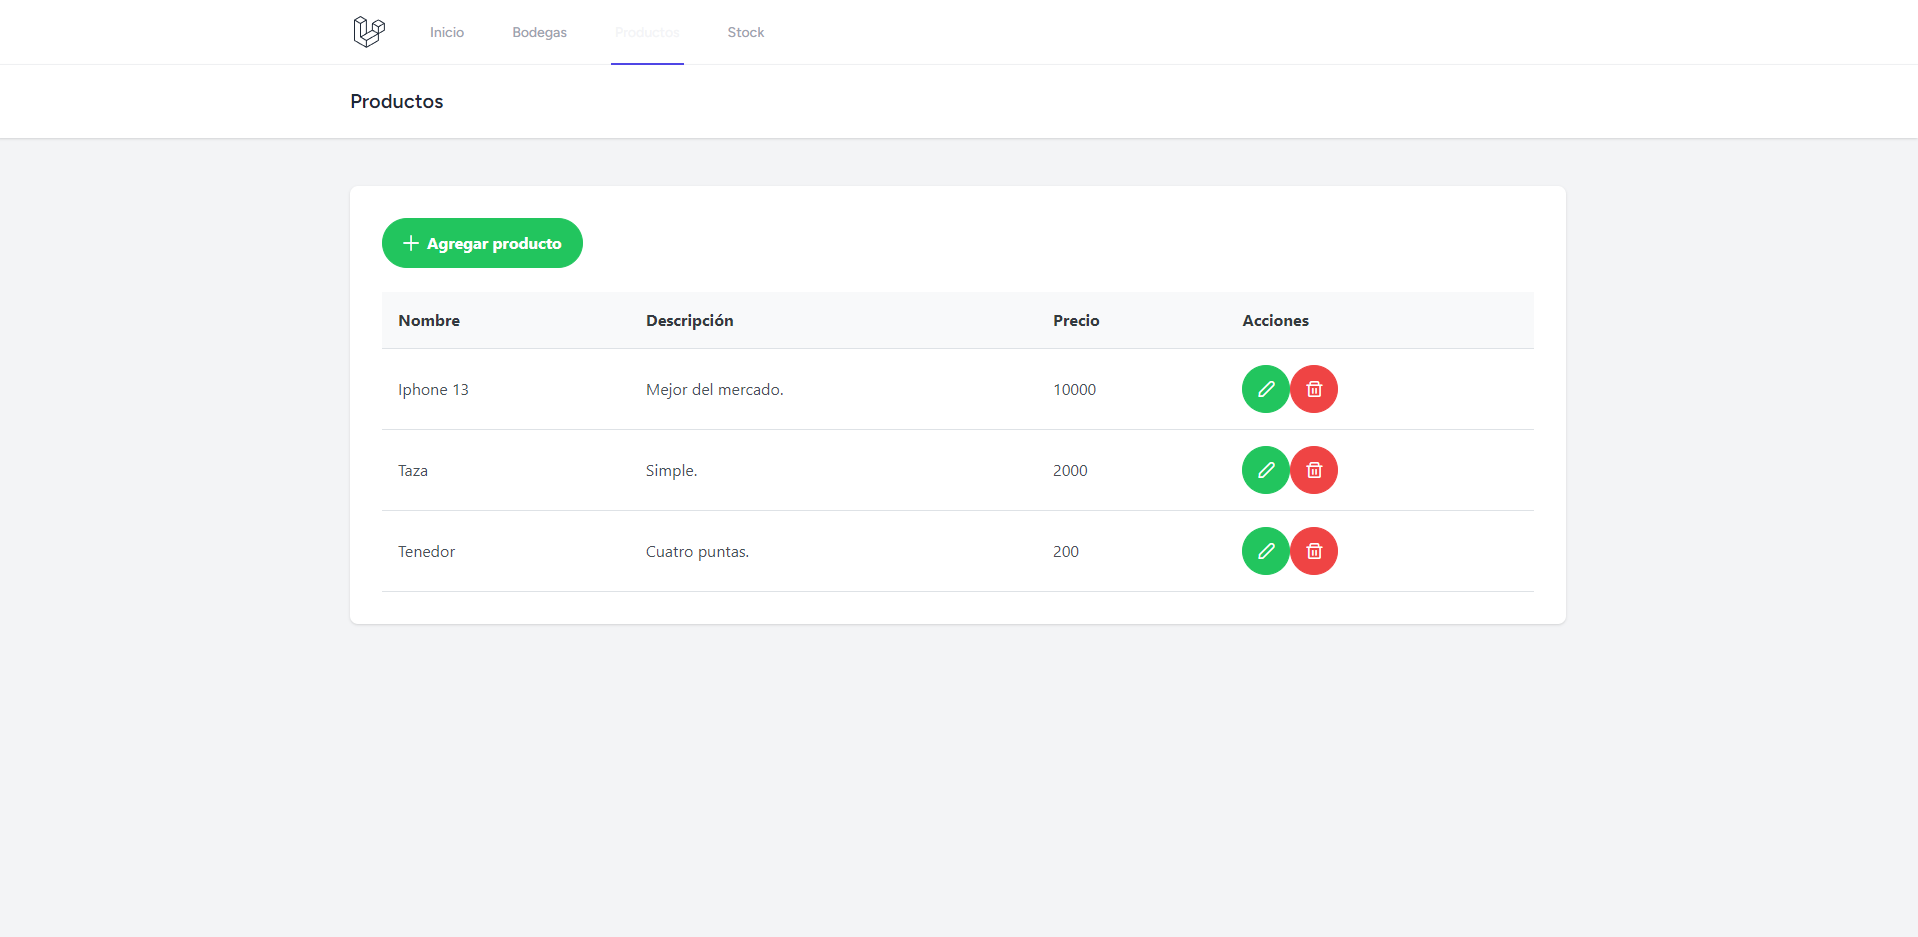 Inicio Bodegas Productos Stock
Productos
Agregar producto
Nombre Descripción Precio Acciones
Iphone 13 Mejor del mercado. 10000
Taza Simple. 2000
Tenedor Cuatro puntas. 200